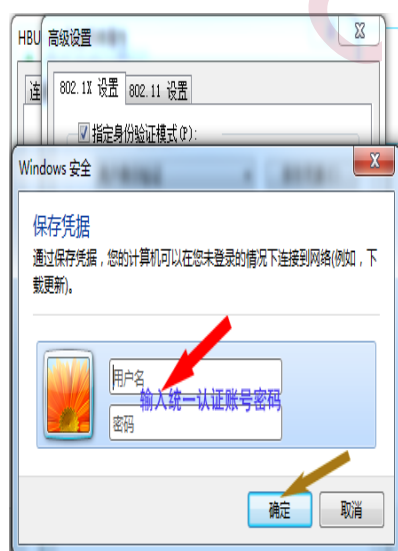 HBU
高级设置
连
802.1X 设置 802.11 设置
指定身份验证模式(P):
Windows 安全
保存凭据
通过保存凭据，您的计算机可以在您未登录的情况下连接到网络(例如，下
载更新)。
用户名
输入统一认证账号密码
密码
确定 取消